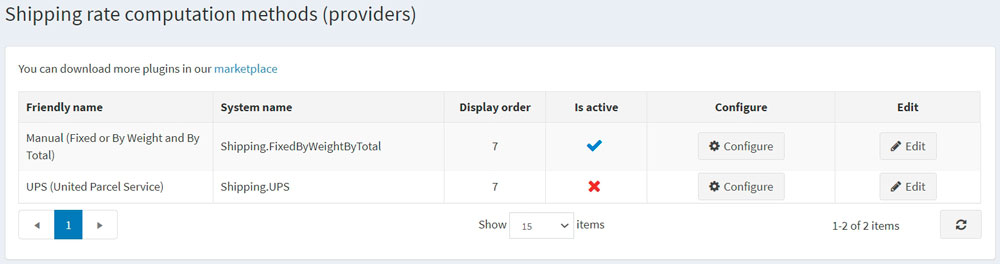 Shipping rate computation methods (providers)
You can download more plugins in our marketplace
Friendly name System name Display order Is active Configure Edit
Manual (Fixed or By Weight and By
Total) Shipping.FixedByWeightByTotal 7 Configure Edit
UPS (United Parcel Service) Shipping.UPS 7 Configure Edit
1 Show 15 items 1-2 of 2 items